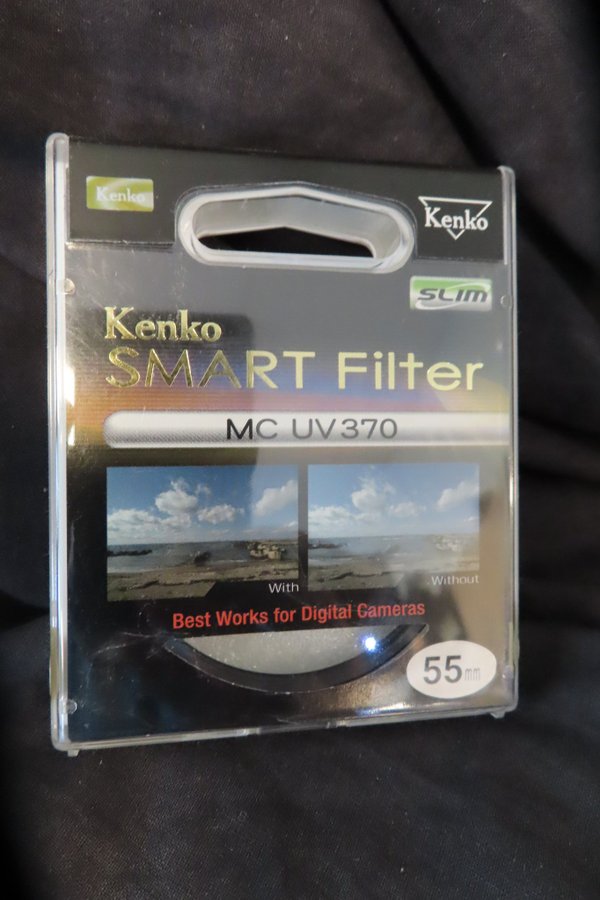 Kenko
Kenko
SLIM
Kenko
SMART Filter
MC UV370
With
Without
Best Works for Digital Cameras
55mm